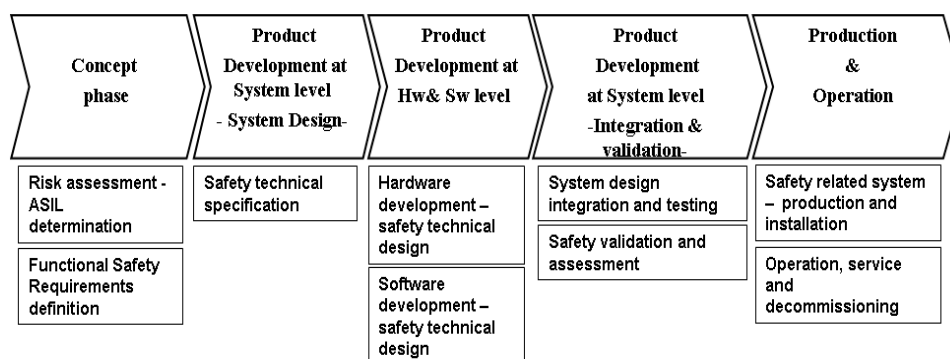 Concept
phase
Product
Development at
System level
- System Design-
Product
Development at
Hw& Sw level
Product
Development
at System level
-Integration &
validation-
Production
&
Operation
Risk assessment -
ASIL
determination
Functional Safety
Requirements
definition
Safety technical
specification
Hardware
development –
safety technical
design
Software
development –
safety technical
design
System design
integration and testing
Safety validation and
assessment
Safety related system
– production and
installation
Operation, service
and
decommissioning